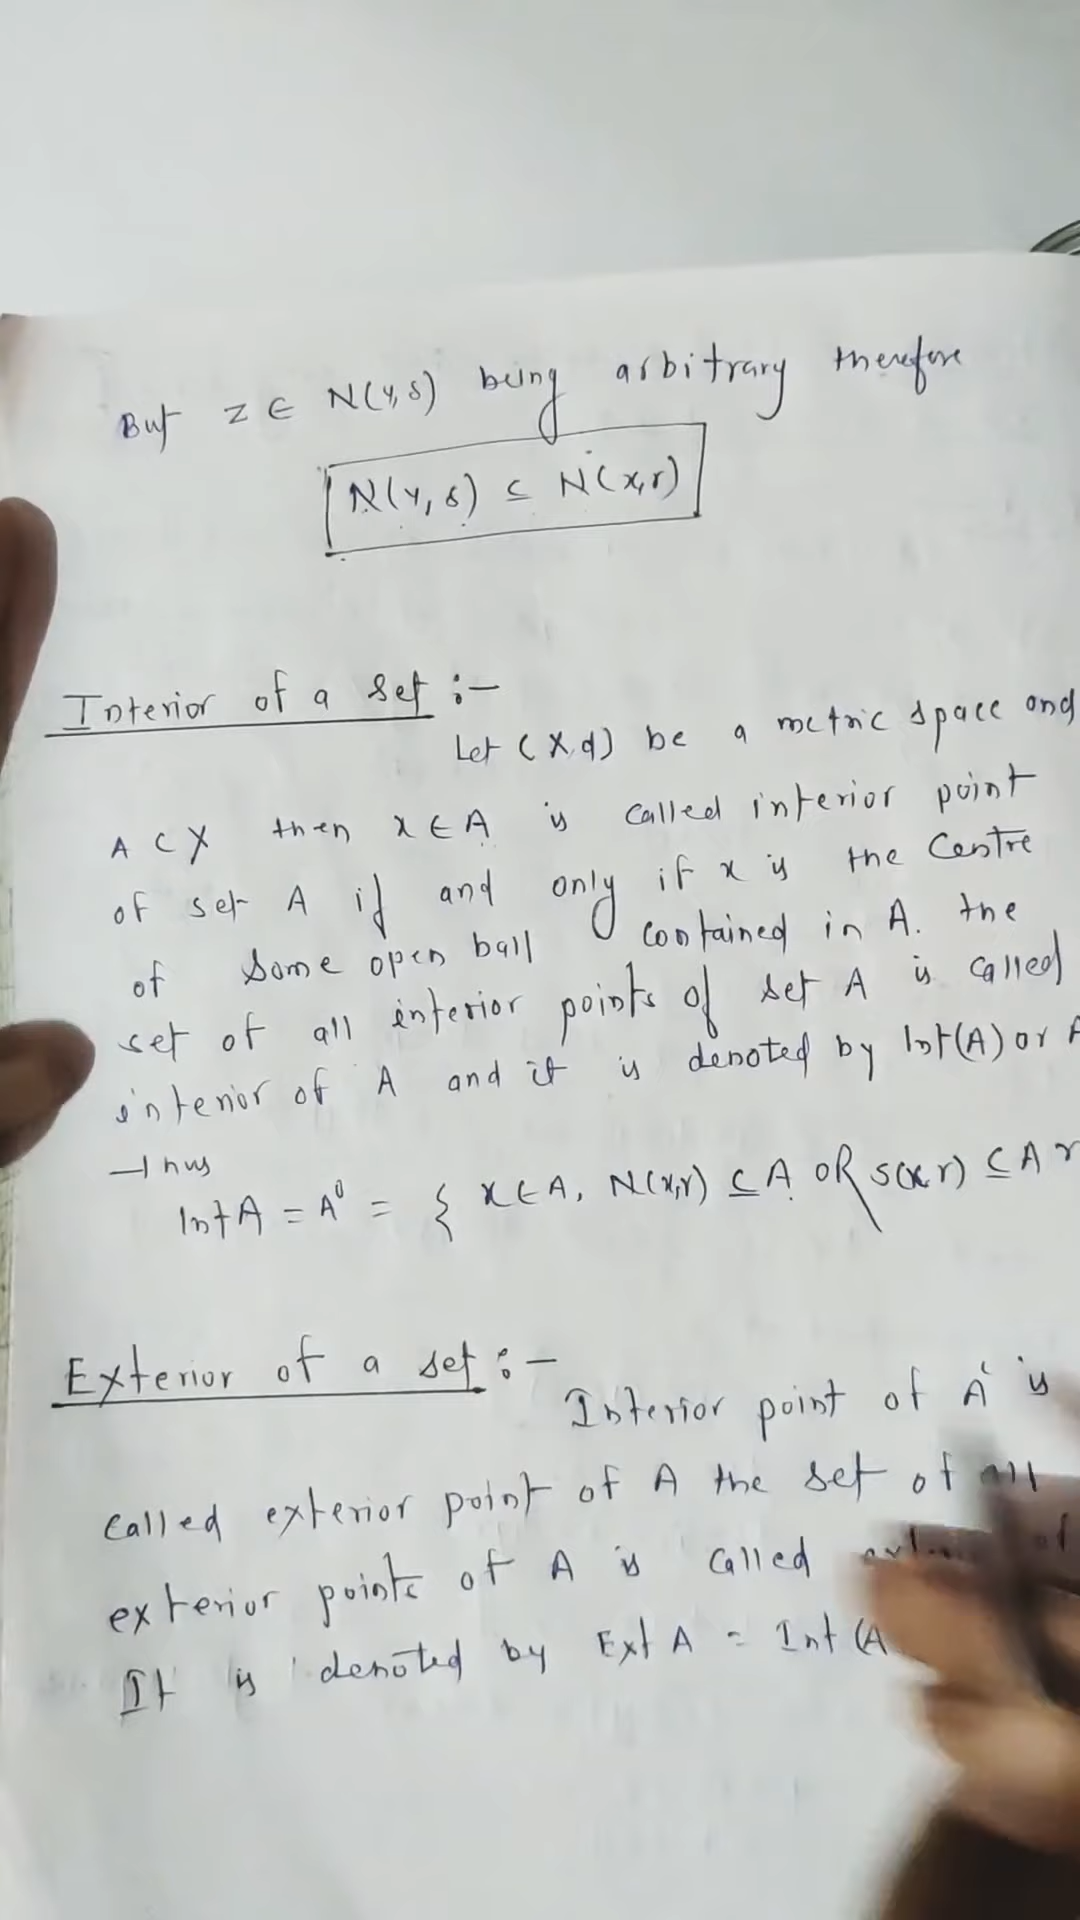 But z ∈ N(y,s) being arbitrary therefore
N(y,s) ⊆ N(x,r)
Interior of a set :-
Let (X,d) be a metric space and
A ⊂ X then x ∈ A is called interior point
of set A if and only if x is the centre
of some open ball contained in A. the
set of all interior points of set A is called
interior of A and it is denoted by Int(A) or A
Thus
Int A = A⁰ = { x ∈ A, N(x,r) ⊆ A OR S(x,r) ⊆ A r
Exterior of a set :-
Interior point of A' is
called exterior point of A the set of all
exterior points of A is called of
It is denoted by Ext A = Int (A